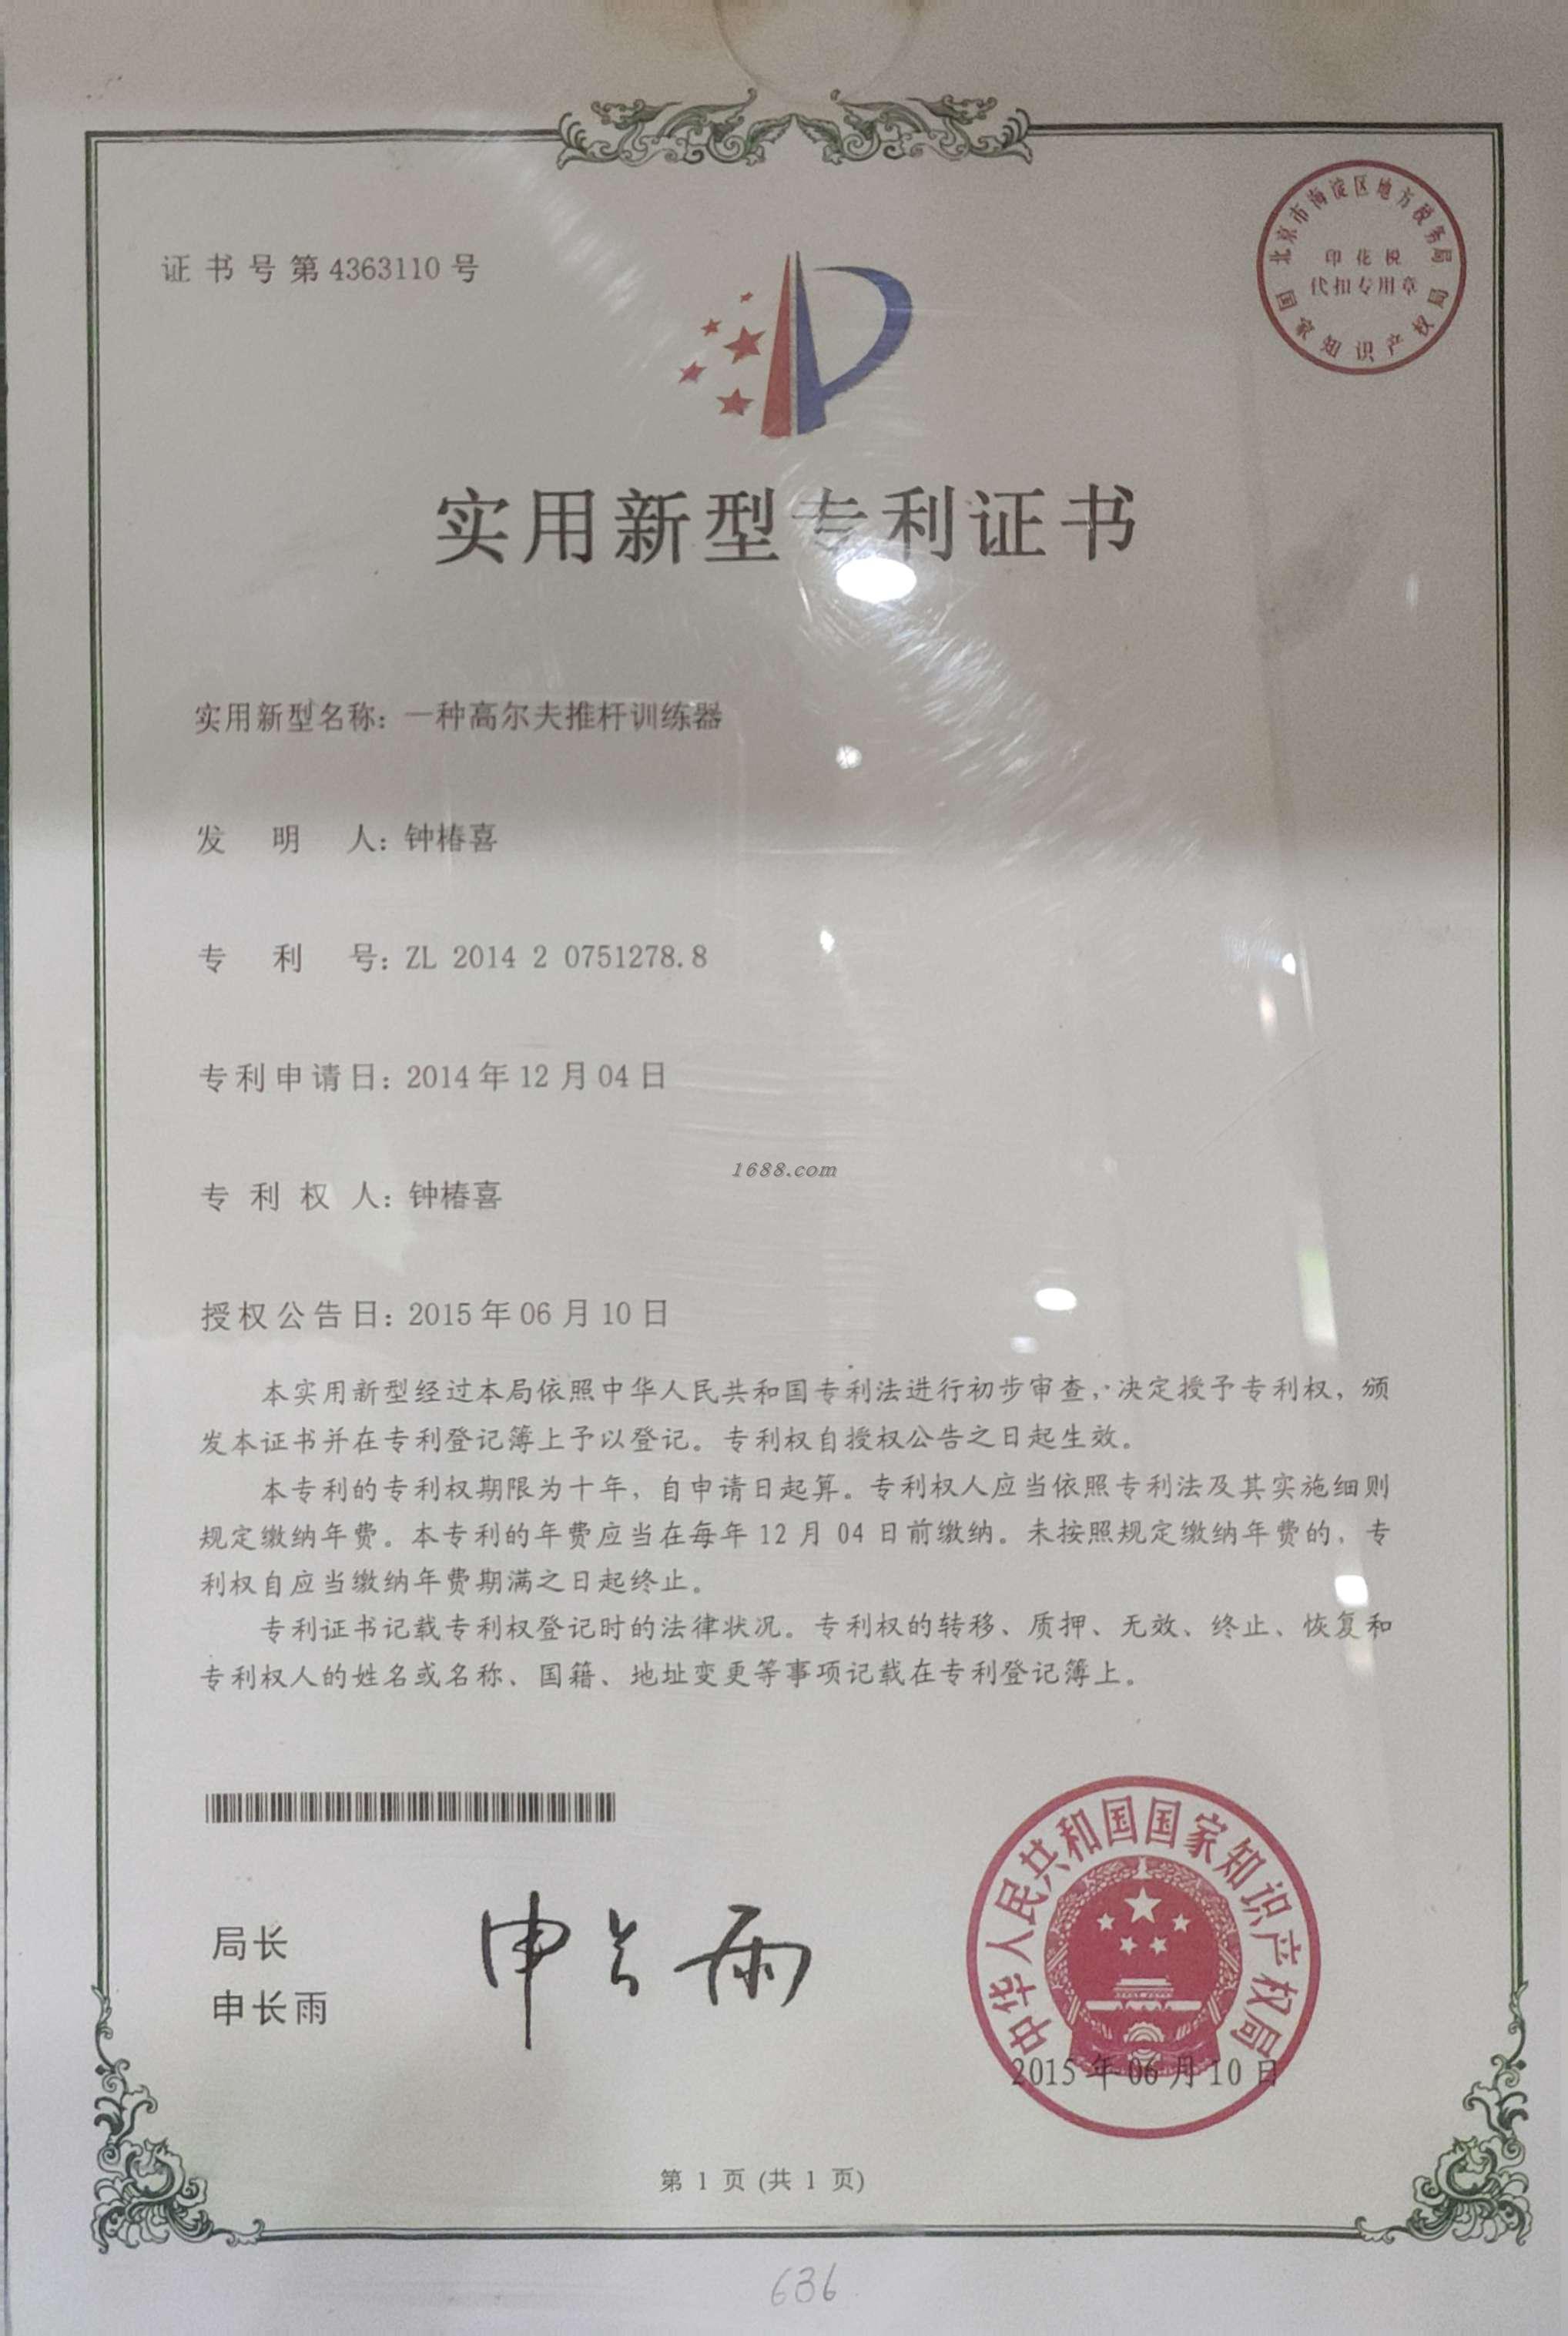 证书号第4363110号
北京市海淀区地方税务局
印花税
代扣专用章
国家知识产权局
实用新型专利证书
实用新型名称：一种高尔夫推杆训练器
发明人：钟椿喜
专利号：ZL 2014 2 0751278.8
专利申请日：2014年12月04日
1688.com
专利权人：钟椿喜
授权公告日：2015年06月10日
本实用新型经过本局依照中华人民共和国专利法进行初步审查，决定授予专利权，颁
发本证书并在专利登记簿上予以登记。专利权自授权公告之日起生效。
本专利的专利权期限为十年，自申请日起算。专利权人应当依照专利法及其实施细则
规定缴纳年费。本专利的年费应当在每年12月04日前缴纳。未按照规定缴纳年费的，专
利权自应当缴纳年费期满之日起终止。
专利证书记载专利权登记时的法律状况。专利权的转移、质押、无效、终止、恢复和
专利权人的姓名或名称、国籍、地址变更等事项记载在专利登记簿上。
局长
申长雨
申长雨
中华人民共和国国家知识产权局
2015年06月10日
第1页(共1页)
636